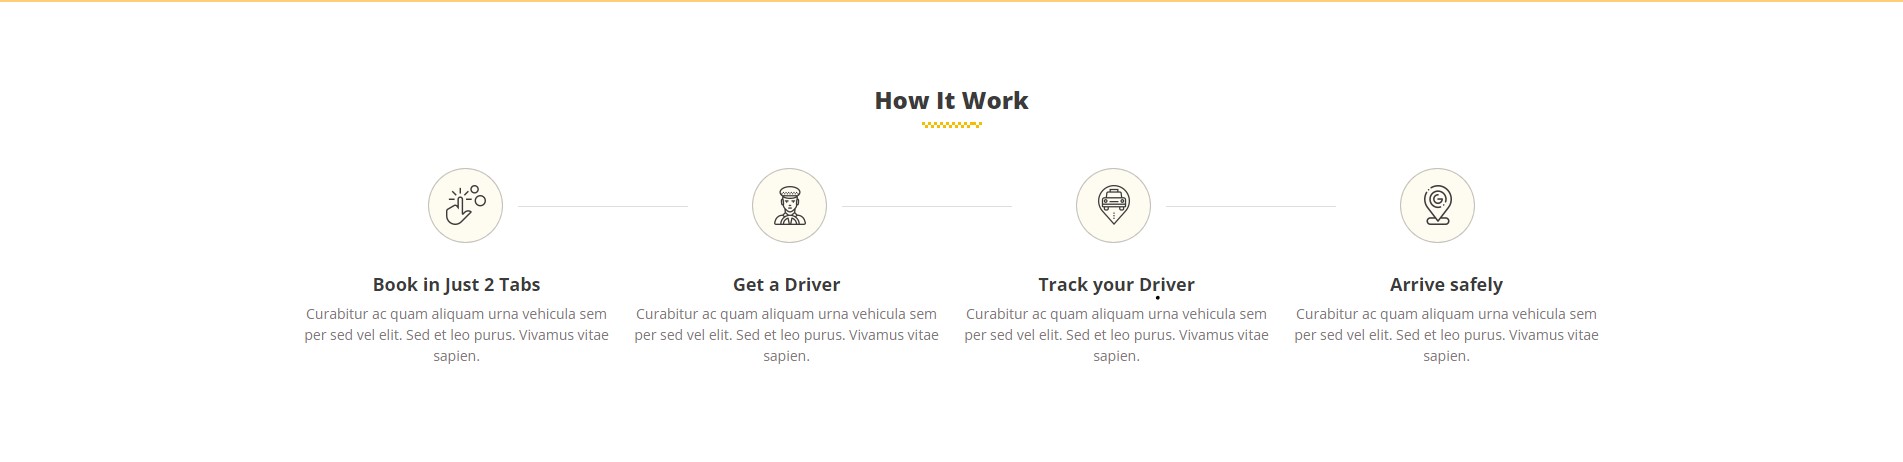 How It Work
Book in Just 2 Tabs
Curabitur ac quam aliquam urna vehicula sem
per sed vel elit. Sed et leo purus. Vivamus vitae
sapien.
Get a Driver
Curabitur ac quam aliquam urna vehicula sem
per sed vel elit. Sed et leo purus. Vivamus vitae
sapien.
Track your Driver
Curabitur ac quam aliquam urna vehicula sem
per sed vel elit. Sed et leo purus. Vivamus vitae
sapien.
G
Arrive safely
Curabitur ac quam aliquam urna vehicula sem
per sed vel elit. Sed et leo purus. Vivamus vitae
sapien.